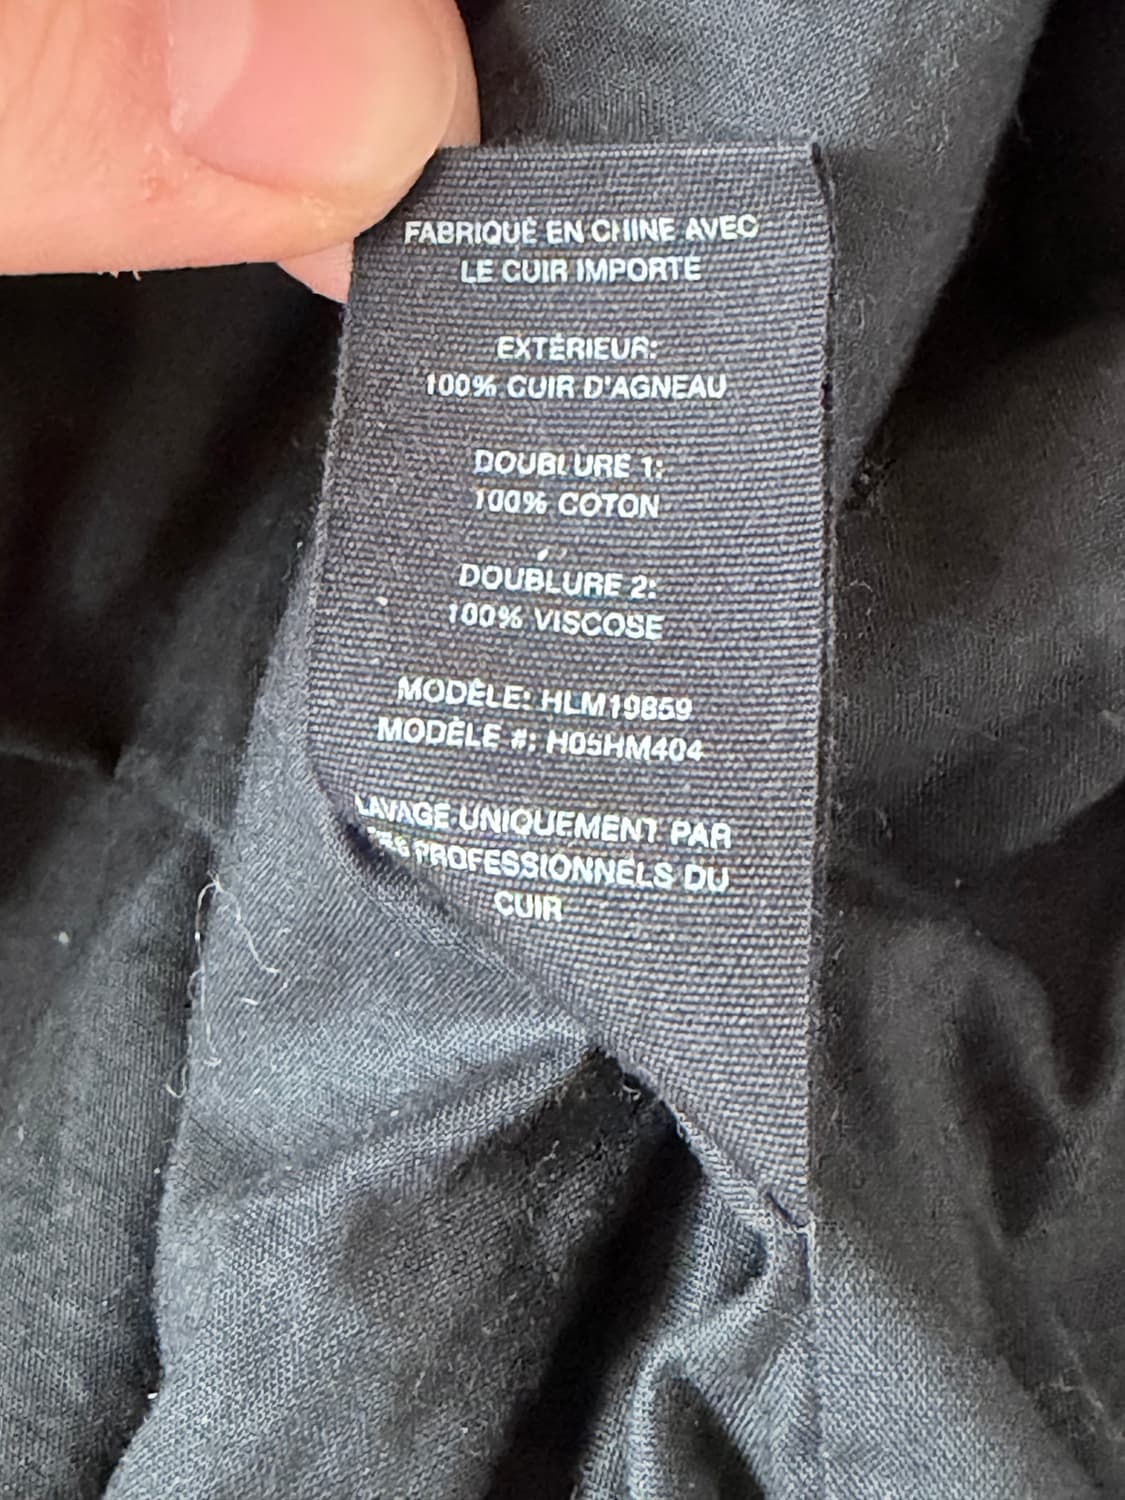 FABRIQUÉ EN CHINE AVEC
LE CUIR IMPORTÉ
EXTÉRIEUR:
100% CUIR D'AGNEAU
DOUBLURE 1:
100% COTON
DOUBLURE 2:
100% VISCOSE
MODÈLE: HLM19859
MODÈLE #: H05HM404
LAVAGE UNIQUEMENT PAR
PROFESSIONNELS DU
CUIR